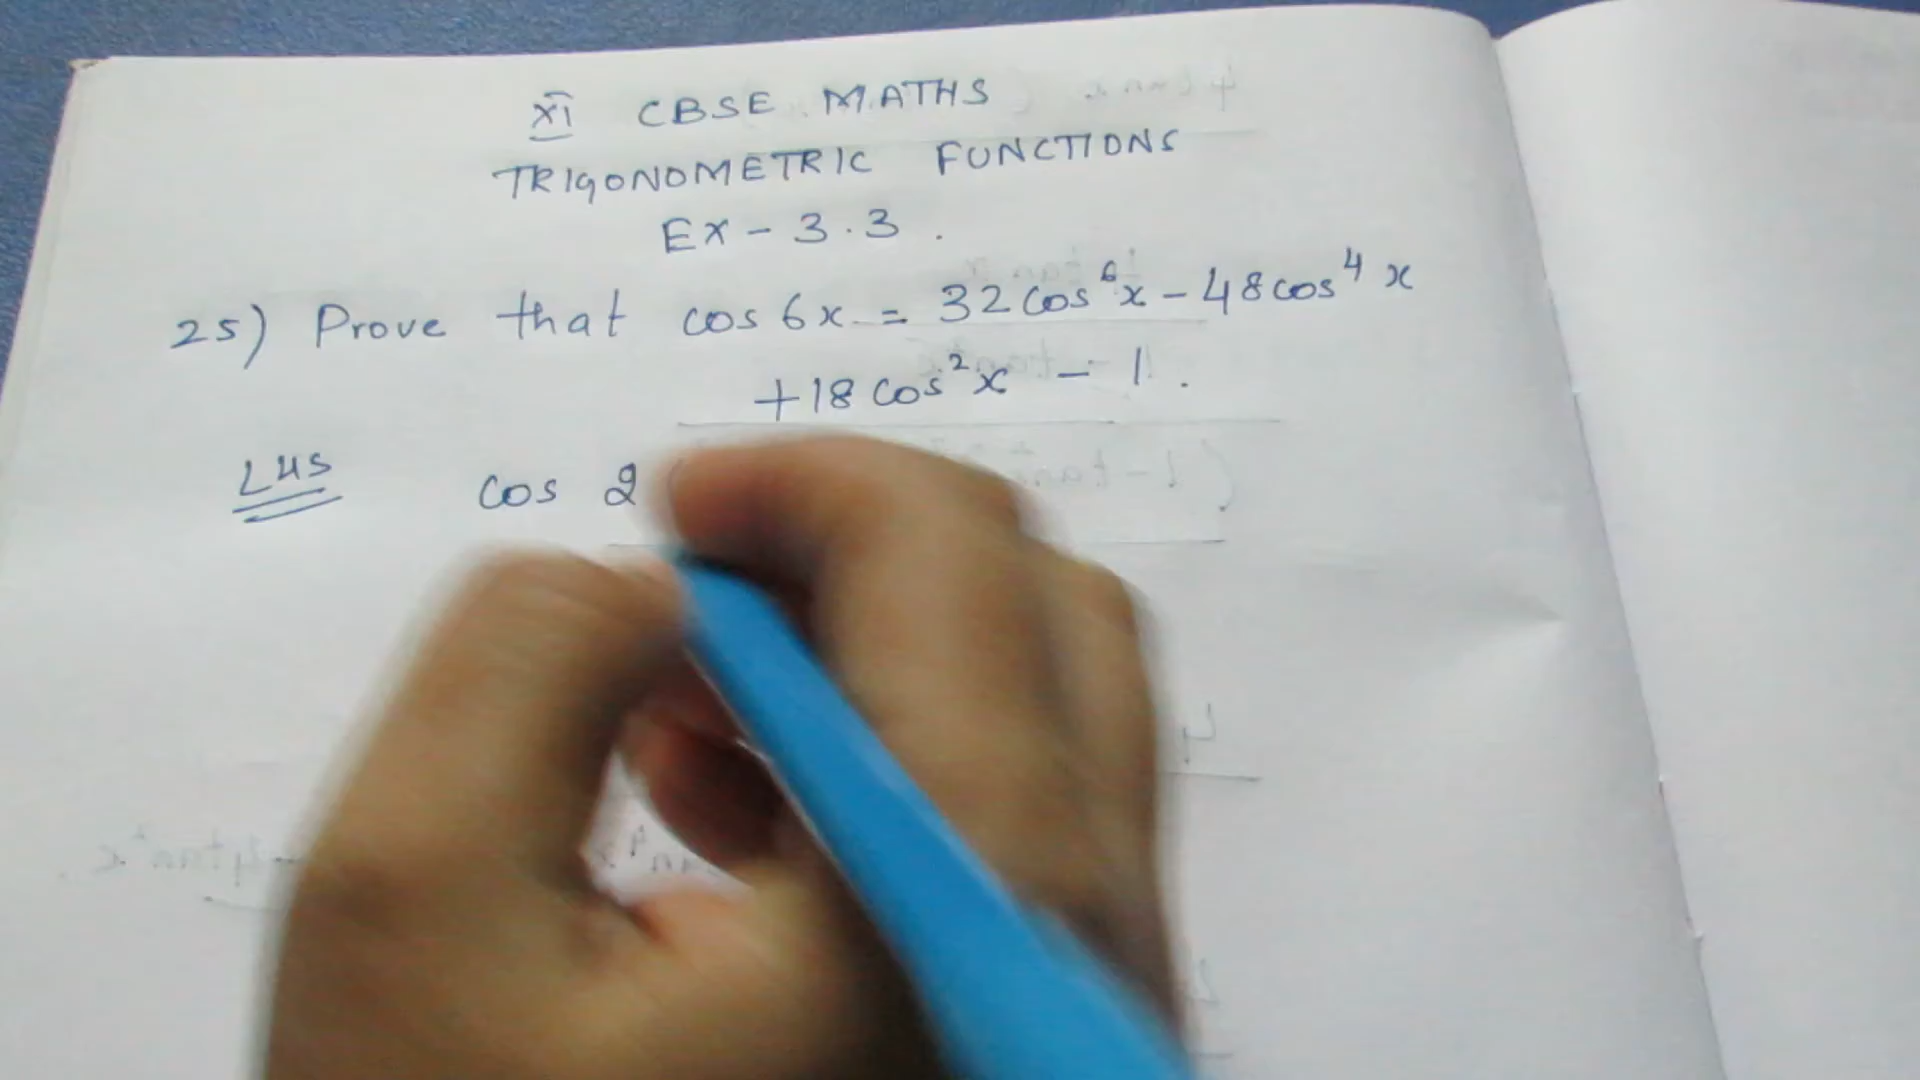 XI CBSE MATHS
TRIGONOMETRIC FUNCTIONS
EX - 3.3.
25) Prove that cos 6x = 32 cos⁶x - 48 cos⁴ x
+ 18 cos²x - 1.
LHS cos 2